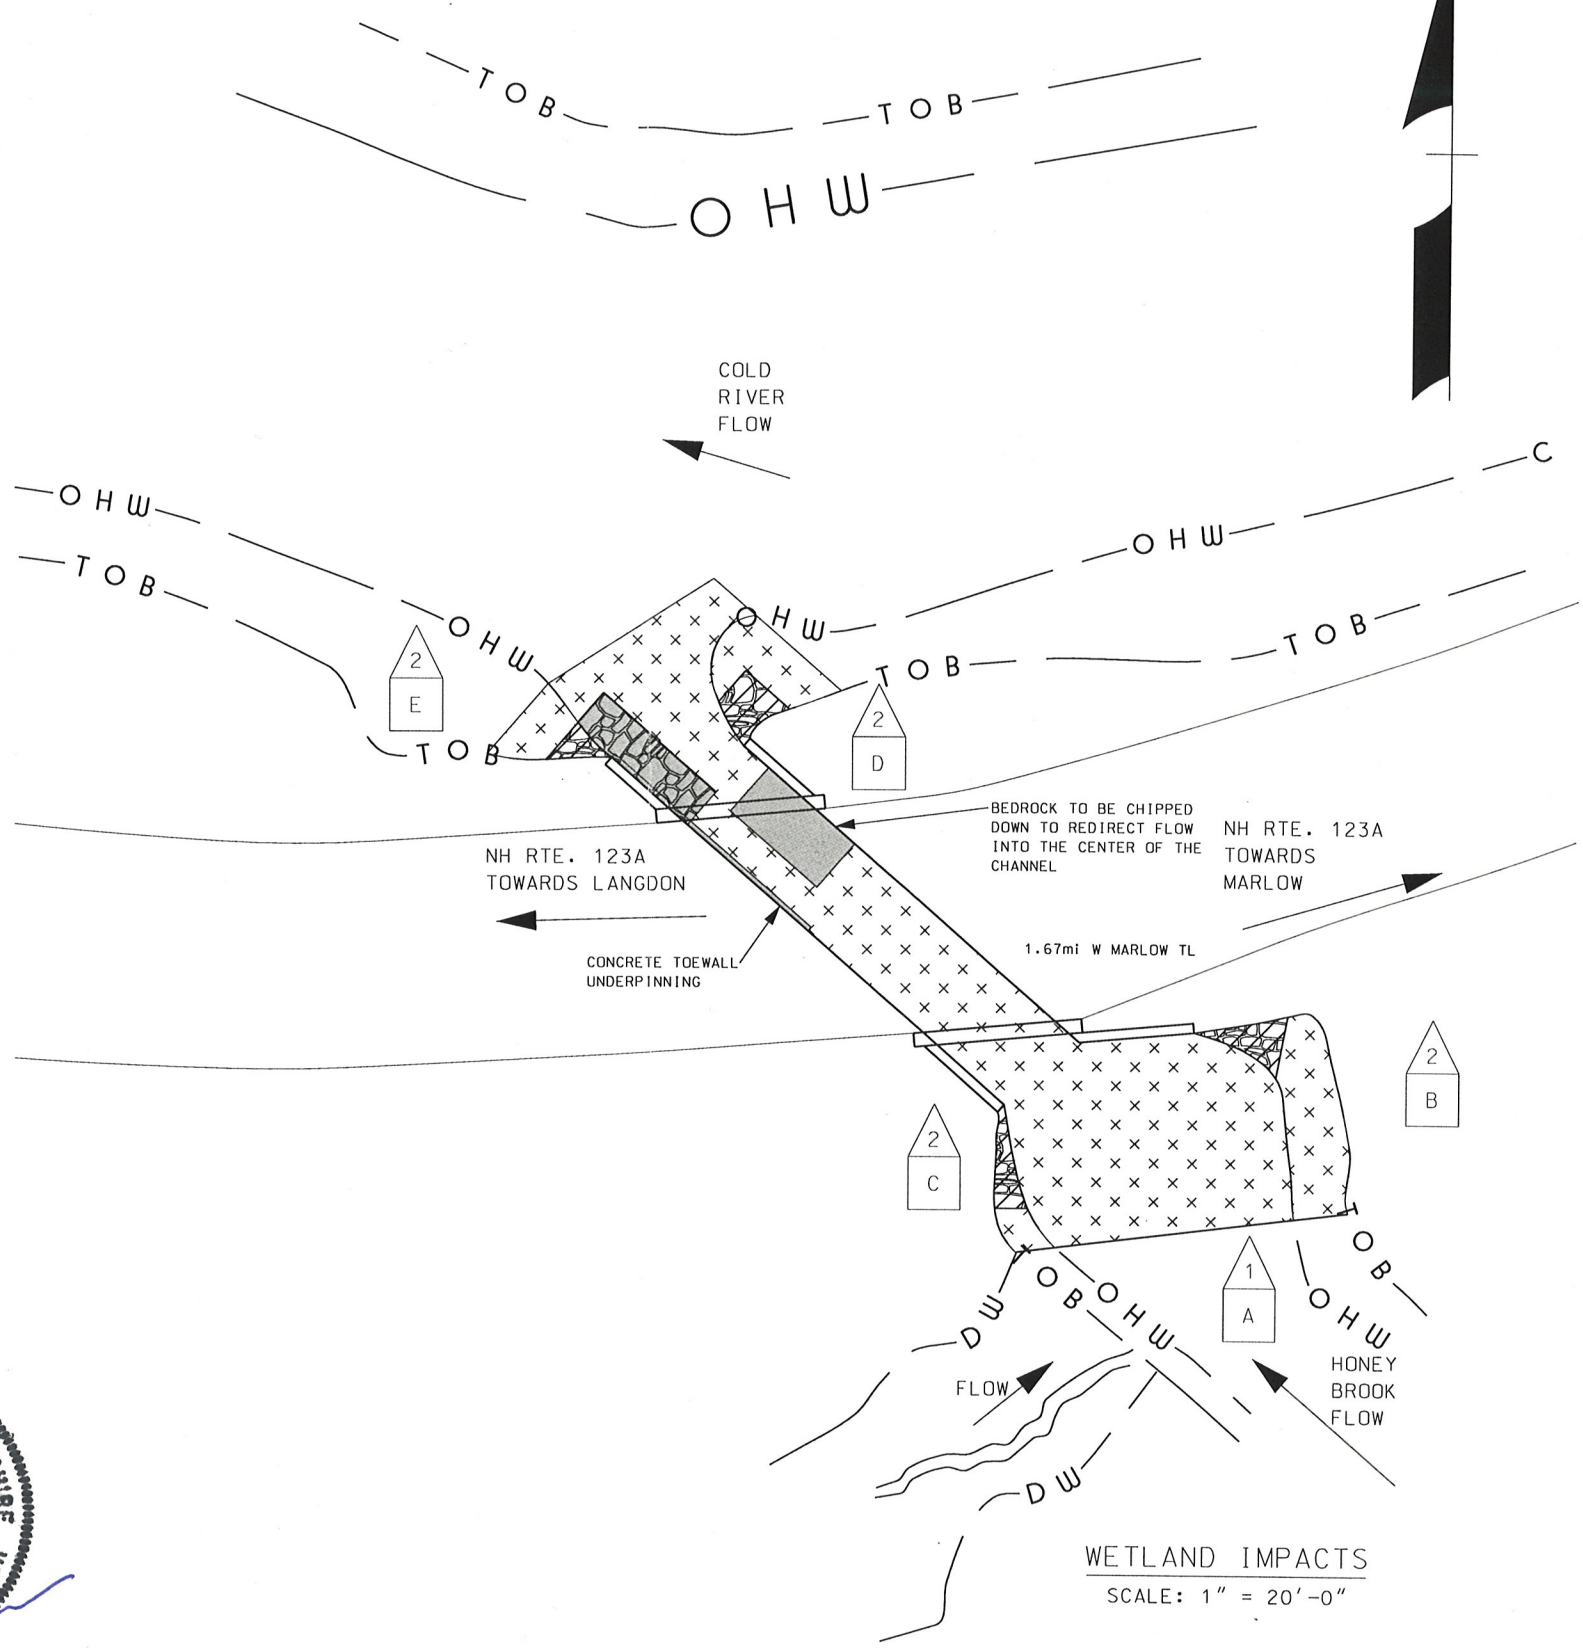 TOB
TOB
OHW
COLD
RIVER
FLOW
C
OHW
OHW
TOB
OHW
OHW
TOB
TOB
2
E
TOB
2
D
BEDROCK TO BE CHIPPED
DOWN TO REDIRECT FLOW
INTO THE CENTER OF THE
CHANNEL
NH RTE. 123A
TOWARDS
MARLOW
NH RTE. 123A
TOWARDS LANGDON
1.67mi W MARLOW TL
CONCRETE TOEWALL
UNDERPINNING
2
B
2
C
1
A
TOB
OHW
TOB
OHW
DW
FLOW
HONEY
BROOK
FLOW
DW
WETLAND IMPACTS
SCALE: 1" = 20'-0"